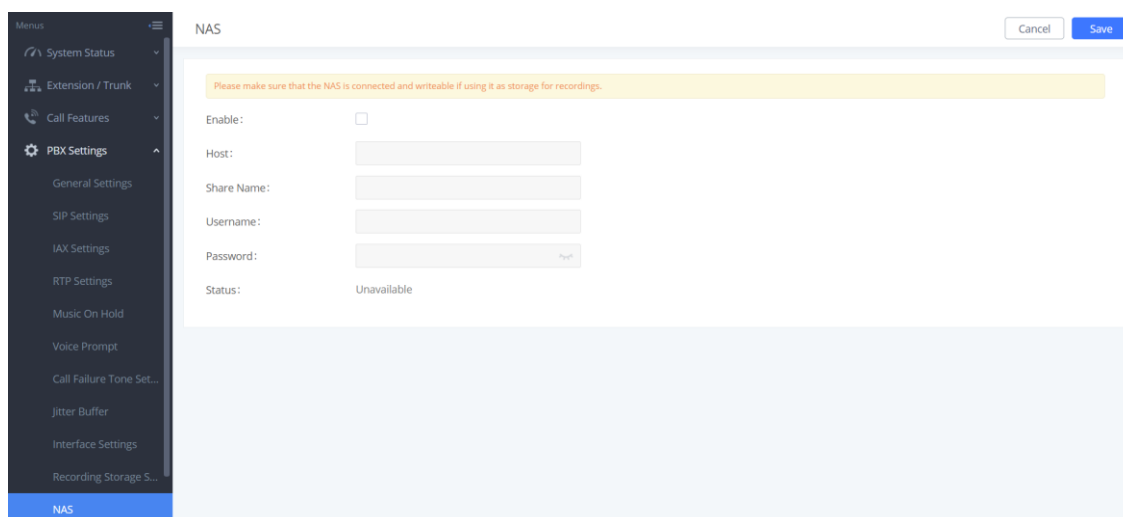 Menus
System Status
Extension / Trunk
Call Features
PBX Settings
General Settings
SIP Settings
IAX Settings
RTP Settings
Music On Hold
Voice Prompt
Call Failure Tone Set...
Jitter Buffer
Interface Settings
Recording Storage S...
NAS
NAS
Cancel
Save
Please make sure that the NAS is connected and writeable if using it as storage for recordings.
Enable:
Host:
Share Name:
Username:
Password:
Status: Unavailable